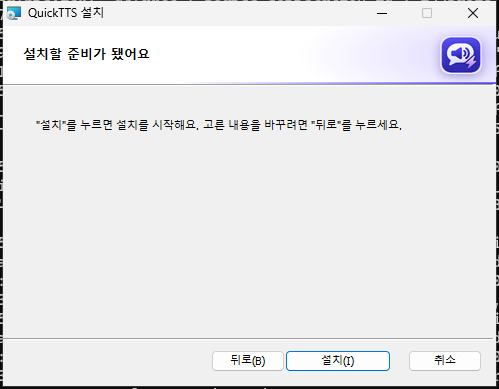 QuickTTS 설치
설치할 준비가 됐어요
"설치"를 누르면 설치를 시작해요. 고른 내용을 바꾸려면 "뒤로"를 누르세요.
뒤로(B)
설치(I)
취소